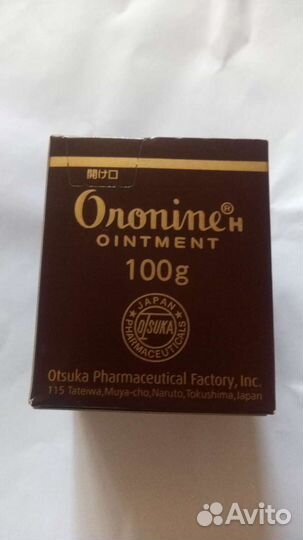 開け口
Oronine® H
OINTMENT
100g
JAPAN
OTSUKA
PHARMACEUTICALS
Otsuka Pharmaceutical Factory, Inc.
115 Tateiwa,Muya-cho,Naruto,Tokushima,Japan
Avito